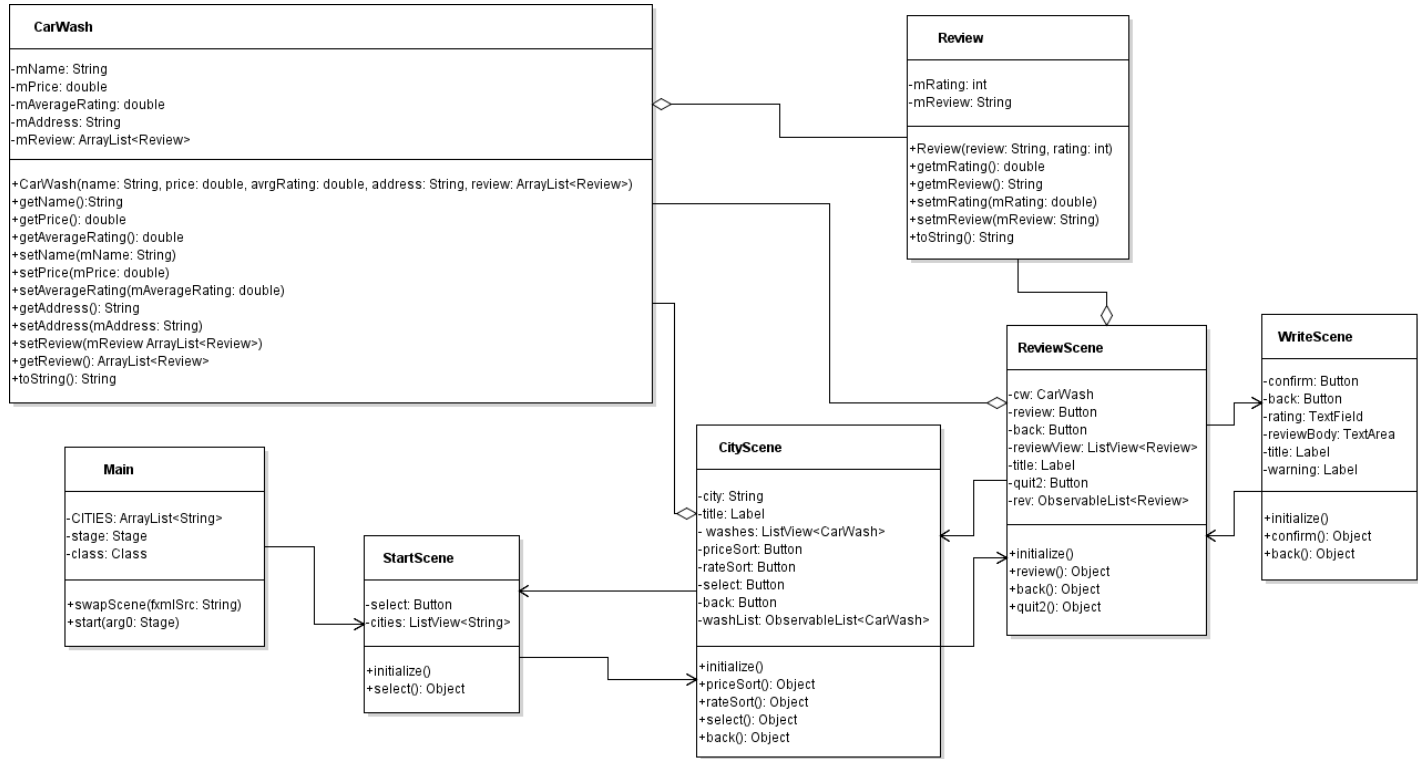 CarWash
-mName: String
-mPrice: double
-mAverageRating: double
-mAddress: String
-mReview: ArrayList<Review>
+CarWash(name: String, price: double, avrgRating: double, address: String, review: ArrayList<Review>)
+getName():String
+getPrice(): double
+getAverageRating(): double
+setName(mName: String)
+setPrice(mPrice: double)
+setAverageRating(mAverageRating: double)
+getAddress(): String
+setAddress(mAddress: String)
+setReview(mReview ArrayList<Review>)
+getReview(): ArrayList<Review>
+toString(): String
Review
-mRating: int
-mReview: String
+Review(review: String, rating: int)
+getmRating(): double
+getmReview(): String
+setmRating(mRating: double)
+setmReview(mReview: String)
+toString(): String
Main
-CITIES: ArrayList<String>
-stage: Stage
-class: Class
+swapScene(fxmlSrc: String)
+start(arg0: Stage)
StartScene
-select: Button
-cities: ListView<String>
+initialize()
+select(): Object
CityScene
-city: String
-title: Label
- washes: ListView<CarWash>
-priceSort: Button
-rateSort: Button
-select: Button
-back: Button
-washList: ObservableList<CarWash>
+initialize()
+priceSort(): Object
+rateSort(): Object
+select(): Object
+back(): Object
ReviewScene
-cw: CarWash
-review: Button
-back: Button
-reviewView: ListView<Review>
-title: Label
-quit2: Button
-rev: ObservableList<Review>
+initialize()
+review(): Object
+back(): Object
+quit2(): Object
WriteScene
-confirm: Button
-back: Button
-rating: TextField
-reviewBody: TextArea
-title: Label
-warning: Label
+initialize()
+confirm(): Object
+back(): Object